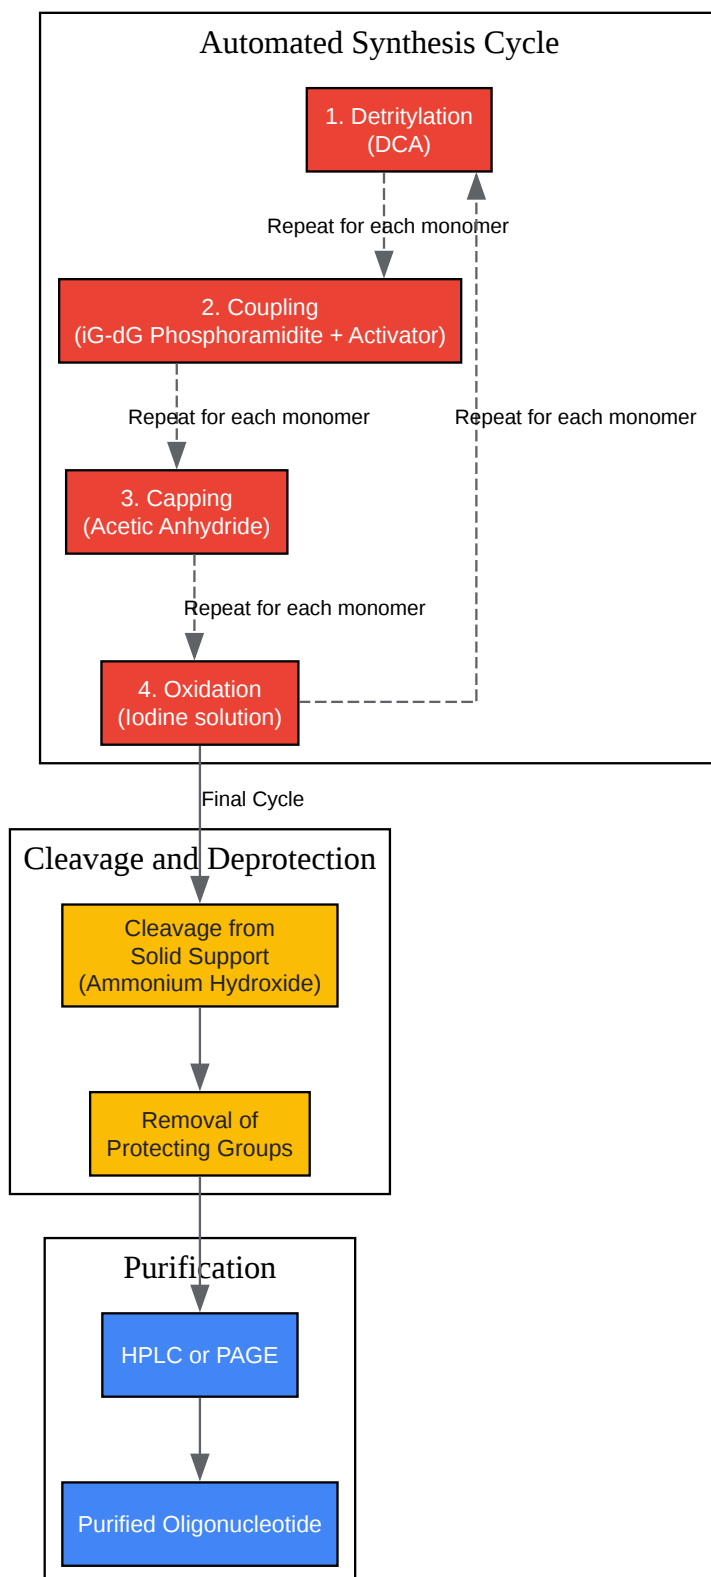 Automated Synthesis Cycle
1. Detritylation
(DCA)
Repeat for each monomer
2. Coupling
(iG-dG Phosphoramidite + Activator)
Repeat for each monomer
Repeat for each monomer
3. Capping
(Acetic Anhydride)
Repeat for each monomer
4. Oxidation
(Iodine solution)
Final Cycle
Cleavage and Deprotection
Cleavage from
Solid Support
(Ammonium Hydroxide)
Removal of
Protecting Groups
Purification
HPLC or PAGE
Purified Oligonucleotide